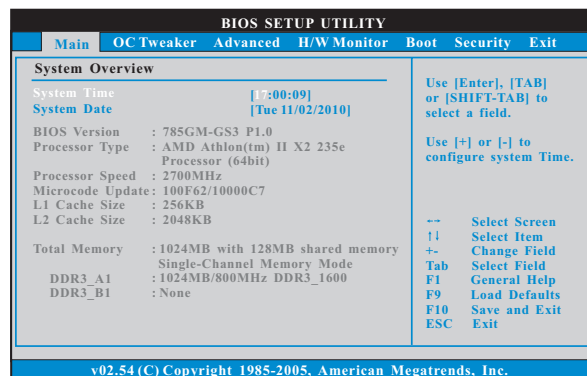 BIOS SETUP UTILITY
Main OC Tweaker Advanced H/W Monitor Boot Security Exit
System Overview
System Time [17:00:09]
System Date [Tue 11/02/2010]
BIOS Version : 785GM-GS3 P1.0
Processor Type : AMD Athlon(tm) II X2 235e
Processor (64bit)
Processor Speed : 2700MHz
Microcode Update : 100F62/10000C7
L1 Cache Size : 256KB
L2 Cache Size : 2048KB
Total Memory : 1024MB with 128MB shared memory
Single-Channel Memory Mode
DDR3_A1 : 1024MB/800MHz DDR3_1600
DDR3_B1 : None
Use [Enter], [TAB]
or [SHIFT-TAB] to
select a field.
Use [+] or [-] to
configure system Time.
←→ Select Screen
↑↓ Select Item
+- Change Field
Tab Select Field
F1 General Help
F9 Load Defaults
F10 Save and Exit
ESC Exit
v02.54 (C) Copyright 1985-2005, American Megatrends, Inc.